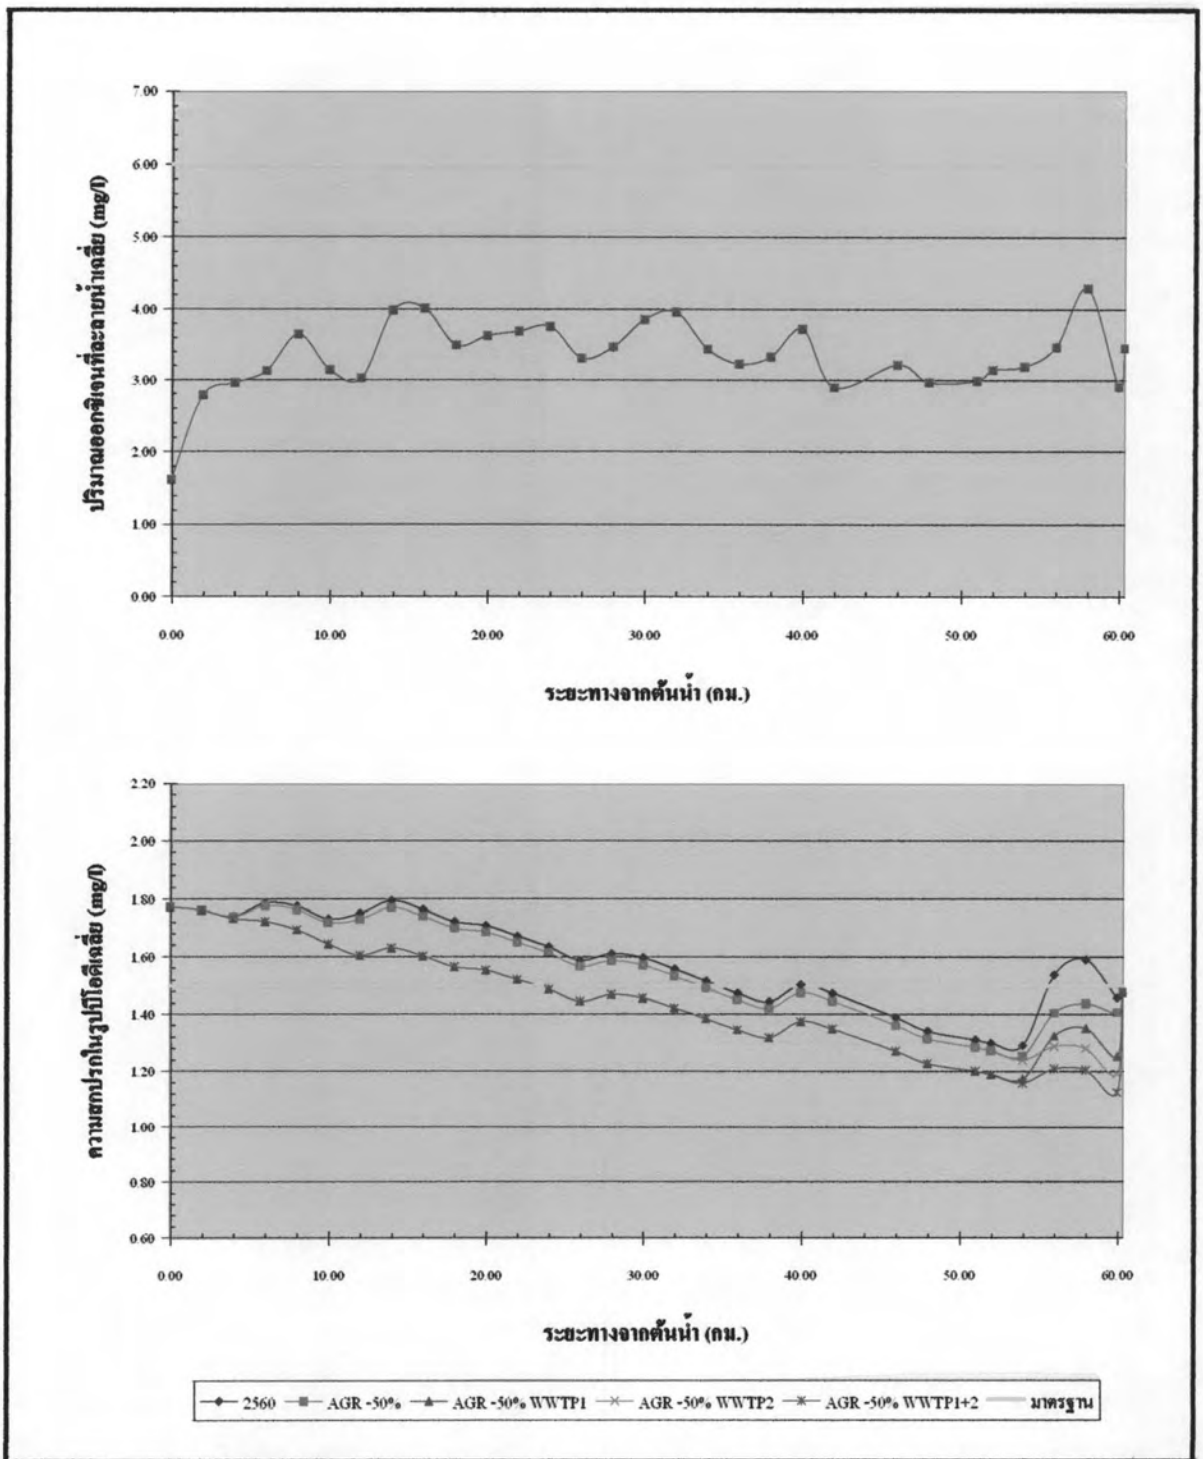 7.00
6.00
5.00
4.00
3.00
2.00
1.00
0.00
ปริมาณออกซิเจนที่ละลายน้ำเฉลี่ย (mg/l)
0.00 10.00 20.00 30.00 40.00 50.00 60.00
ระยะทางจากต้นน้ำ (กม.)
2.20
2.00
1.80
1.60
1.40
1.20
1.00
0.80
0.60
ความสกปรกในรูปบีโอดีเฉลี่ย (mg/l)
0.00 10.00 20.00 30.00 40.00 50.00 60.00
ระยะทางจากต้นน้ำ (กม.)
2560 AGR -50% AGR -50% WWTP1 AGR -50% WWTP2 AGR -50% WWTP1+2 มาตรฐาน